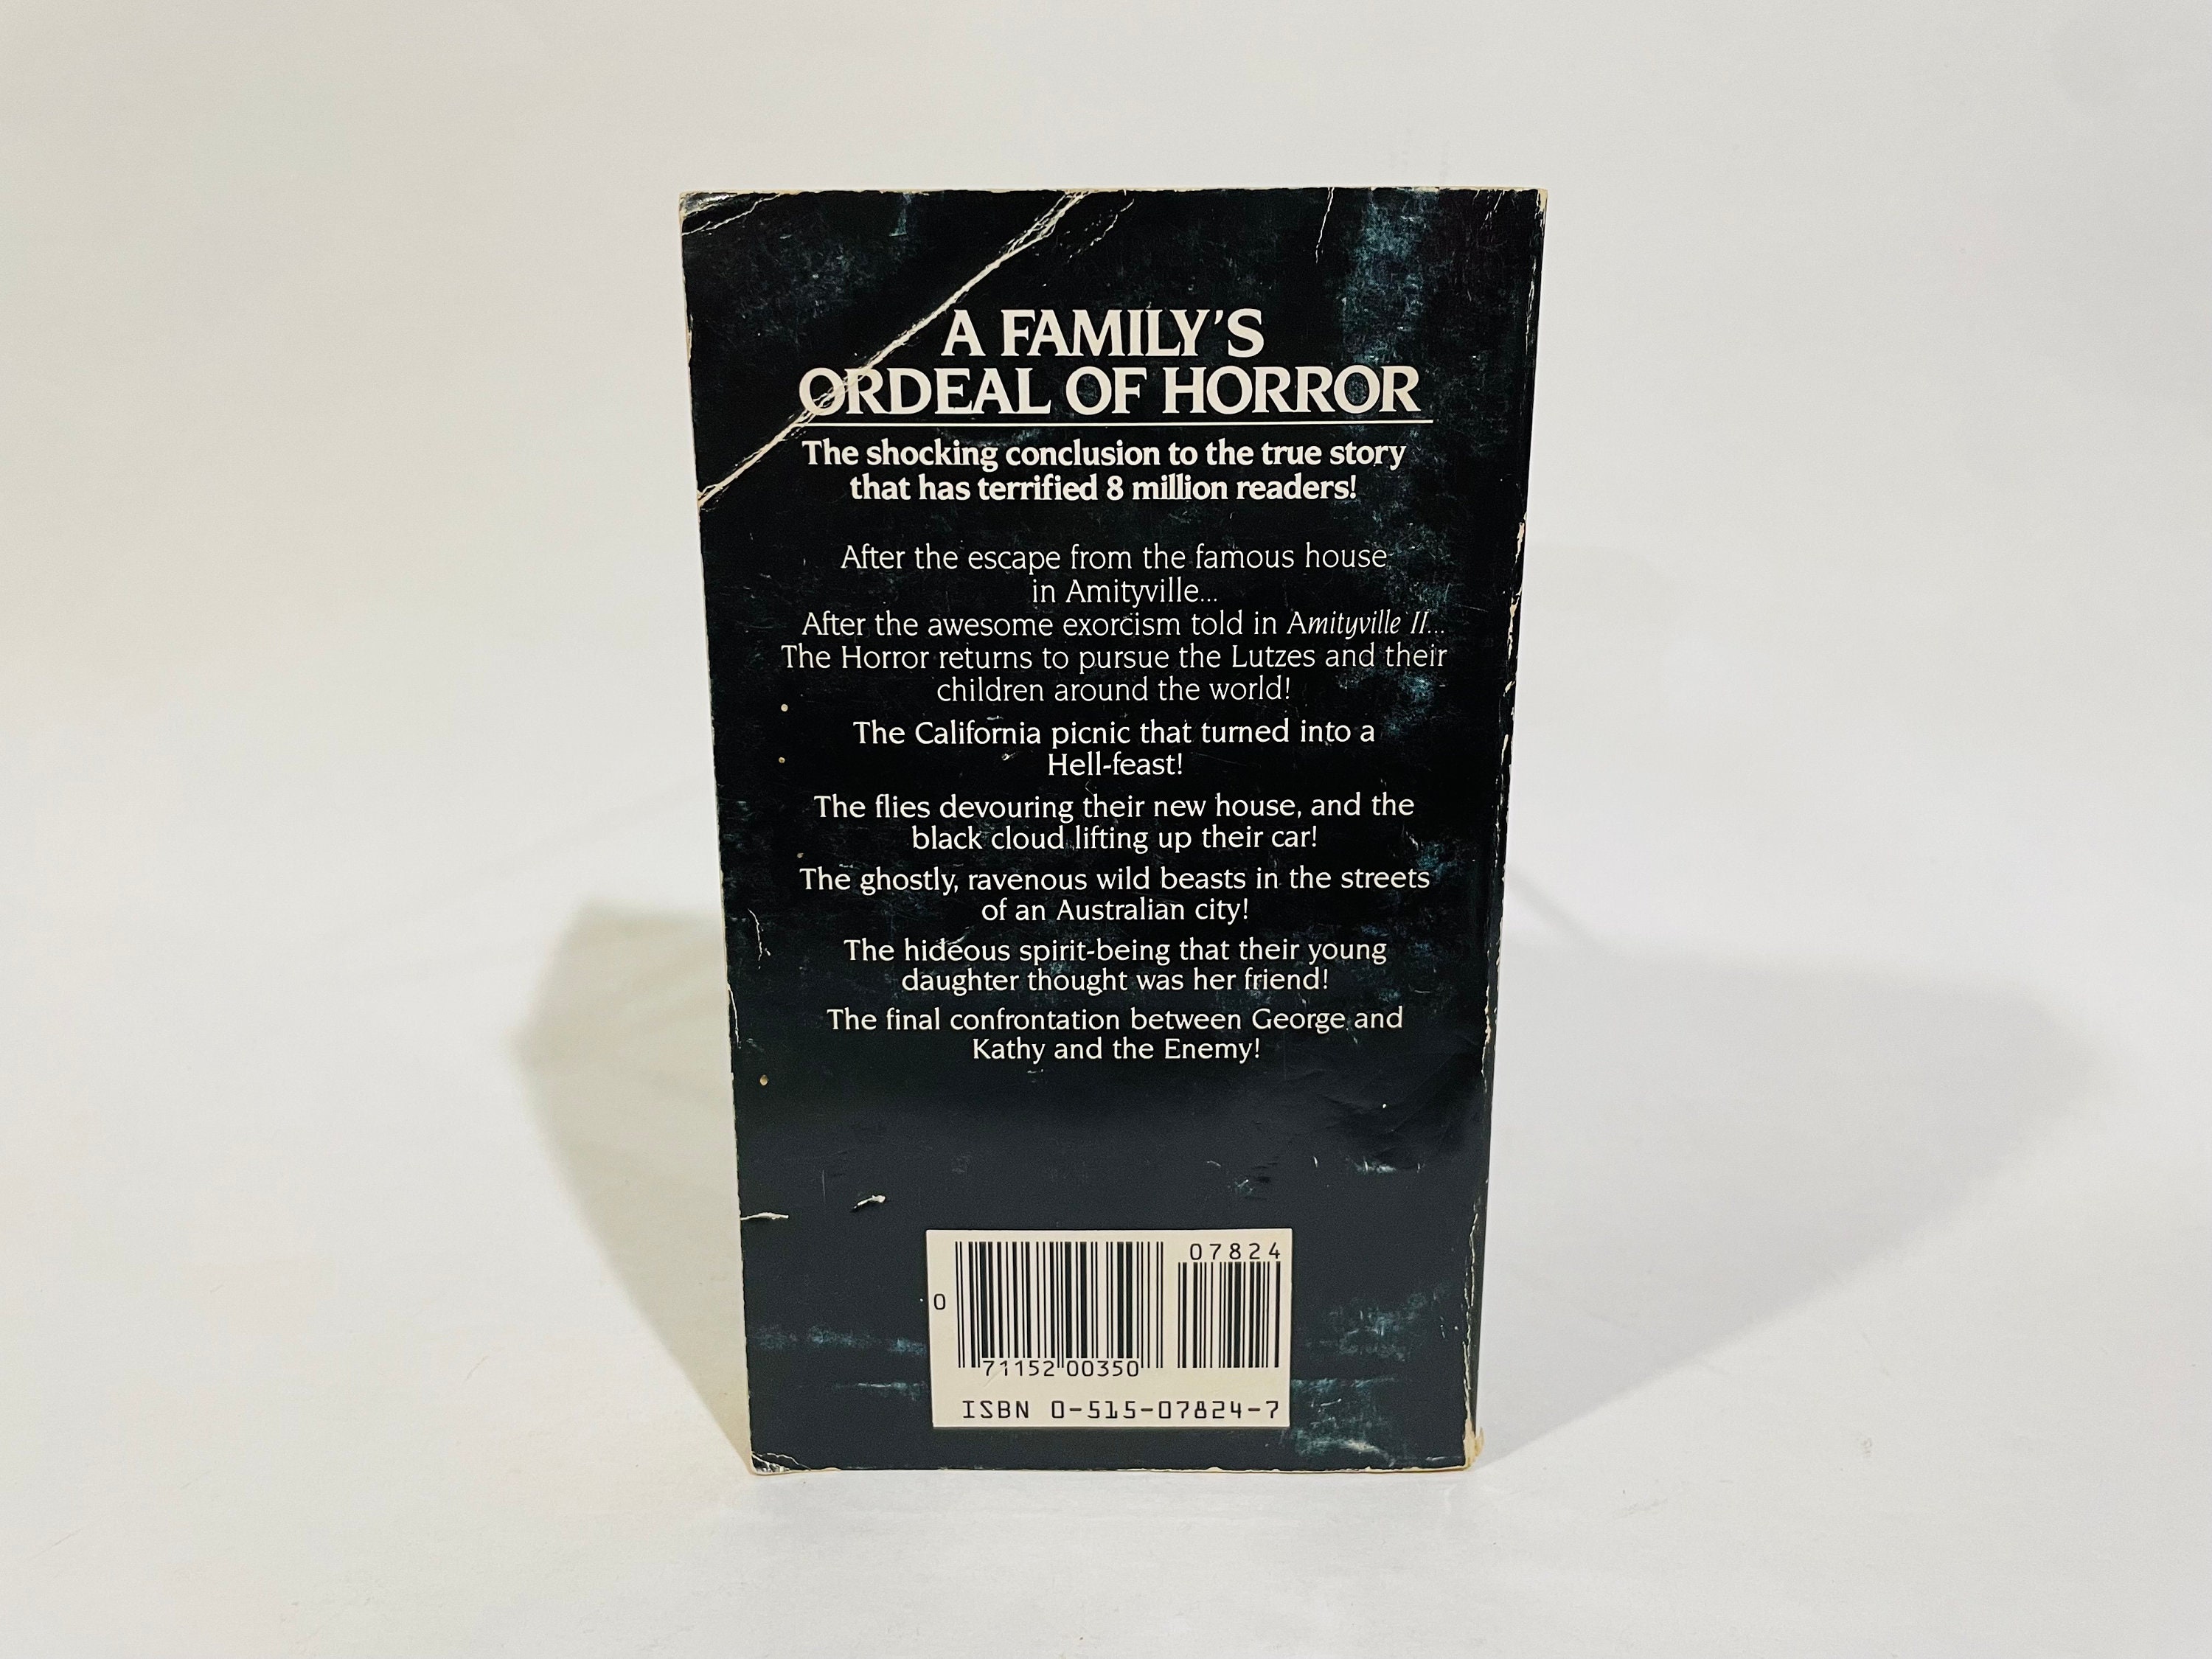 A FAMILY'S
ORDEAL OF HORROR
The shocking conclusion to the true story
that has terrified 8 million readers!
After the escape from the famous house
in Amityville...
After the awesome exorcism told in Amityville II...
The Horror returns to pursue the Lutzes and their
children around the world!
The California picnic that turned into a
Hell-feast!
The flies devouring their new house, and the
black cloud lifting up their car!
The ghostly, ravenous wild beasts in the streets
of an Australian city!
The hideous spirit-being that their young
daughter thought was her friend!
The final confrontation between George and
Kathy and the Enemy!
07824
0
71152 00350
ISBN 0-515-07824-7